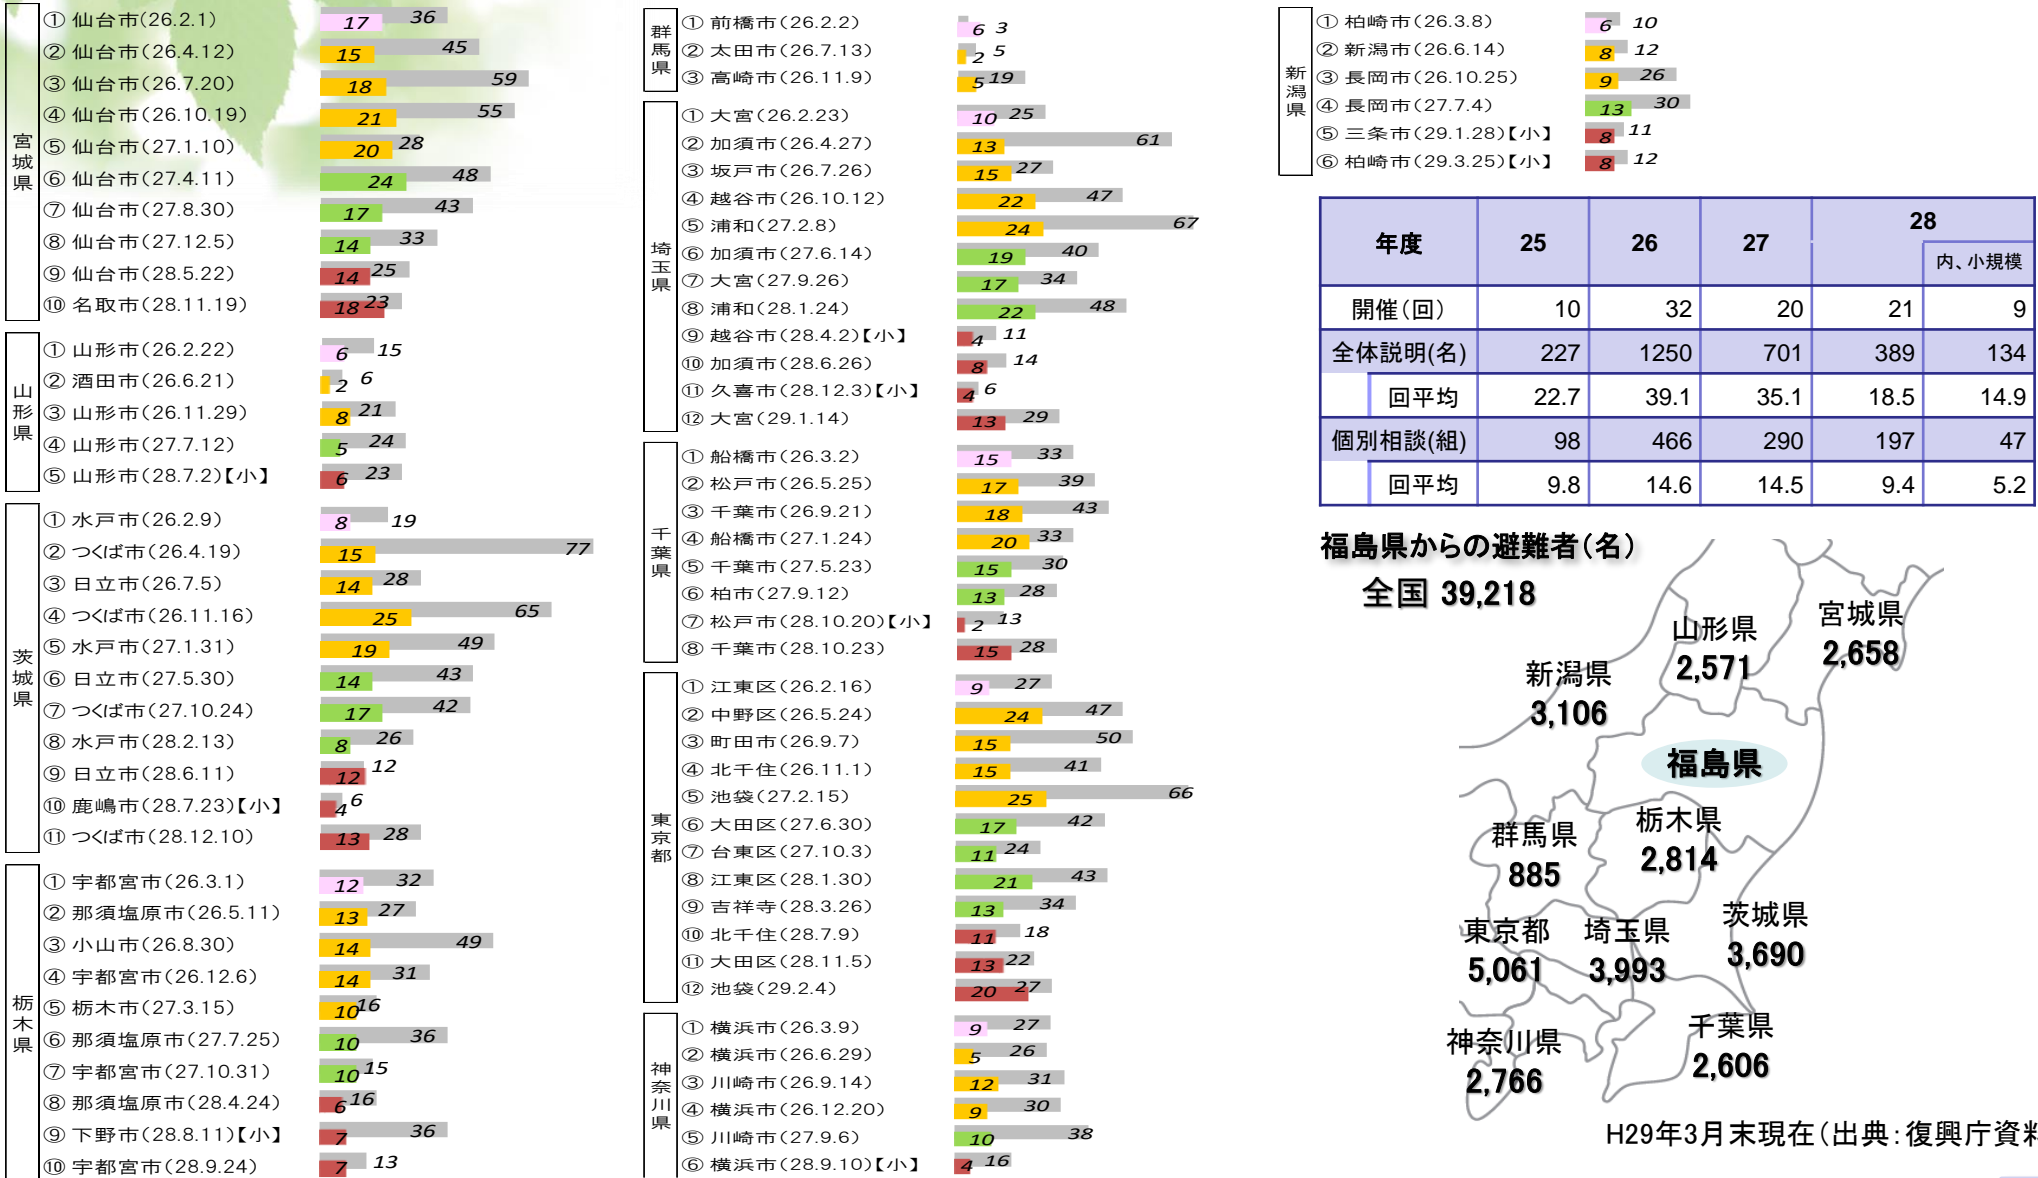 宮城県
① 仙台市(26.2.1) 17 36
② 仙台市(26.4.12) 15 45
③ 仙台市(26.7.20) 18 59
④ 仙台市(26.10.19) 21 55
⑤ 仙台市(27.1.10) 20 28
⑥ 仙台市(27.4.11) 24 48
⑦ 仙台市(27.8.30) 17 43
⑧ 仙台市(27.12.5) 14 33
⑨ 仙台市(28.5.22) 14 25
⑩ 名取市(28.11.19) 18 23
山形県
① 山形市(26.2.22) 6 15
② 酒田市(26.6.21) 2 6
③ 山形市(26.11.29) 8 21
④ 山形市(27.7.12) 5 24
⑤ 山形市(28.7.2)【小】 6 23
茨城県
① 水戸市(26.2.9) 8 19
② つくば市(26.4.19) 15 77
③ 日立市(26.7.5) 14 28
④ つくば市(26.11.16) 25 65
⑤ 水戸市(27.1.31) 19 49
⑥ 日立市(27.5.30) 14 43
⑦ つくば市(27.10.24) 17 42
⑧ 水戸市(28.2.13) 8 26
⑨ 日立市(28.6.11) 12 12
⑩ 鹿嶋市(28.7.23)【小】 4 6
⑪ つくば市(28.12.10) 13 28
栃木県
① 宇都宮市(26.3.1) 12 32
② 那須塩原市(26.5.11) 13 27
③ 小山市(26.8.30) 14 49
④ 宇都宮市(26.12.6) 14 31
⑤ 栃木市(27.3.15) 10 16
⑥ 那須塩原市(27.7.25) 10 36
⑦ 宇都宮市(27.10.31) 10 15
⑧ 那須塩原市(28.4.24) 6 16
⑨ 下野市(28.8.11)【小】 7 36
⑩ 宇都宮市(28.9.24) 7 13
群馬県
① 前橋市(26.2.2) 6 3
② 太田市(26.7.13) 2 5
③ 高崎市(26.11.9) 5 19
埼玉県
① 大宮(26.2.23) 10 25
② 加須市(26.4.27) 13 61
③ 坂戸市(26.7.26) 15 27
④ 越谷市(26.10.12) 22 47
⑤ 浦和(27.2.8) 24 67
⑥ 加須市(27.6.14) 19 40
⑦ 大宮(27.9.26) 17 34
⑧ 浦和(28.1.24) 22 48
⑨ 越谷市(28.4.2)【小】 4 11
⑩ 加須市(28.6.26) 8 14
⑪ 久喜市(28.12.3)【小】 4 6
⑫ 大宮(29.1.14) 13 29
千葉県
① 船橋市(26.3.2) 15 33
② 松戸市(26.5.25) 17 39
③ 千葉市(26.9.21) 18 43
④ 船橋市(27.1.24) 20 33
⑤ 千葉市(27.5.23) 15 30
⑥ 柏市(27.9.12) 13 28
⑦ 松戸市(28.10.20)【小】 2 13
⑧ 千葉市(28.10.23) 15 28
東京都
① 江東区(26.2.16) 9 27
② 中野区(26.5.24) 24 47
③ 町田市(26.9.7) 15 50
④ 北千住(26.11.1) 15 41
⑤ 池袋(27.2.15) 25 66
⑥ 大田区(27.6.30) 17 42
⑦ 台東区(27.10.3) 11 24
⑧ 江東区(28.1.30) 21 43
⑨ 吉祥寺(28.3.26) 13 34
⑩ 北千住(28.7.9) 11 18
⑪ 大田区(28.11.5) 13 22
⑫ 池袋(29.2.4) 20 27
神奈川県
① 横浜市(26.3.9) 9 27
② 横浜市(26.6.29) 5 26
③ 川崎市(26.9.14) 12 31
④ 横浜市(26.12.20) 9 30
⑤ 川崎市(27.9.6) 10 38
⑥ 横浜市(28.9.10)【小】 4 16
新潟県
① 柏崎市(26.3.8) 6 10
② 新潟市(26.6.14) 8 12
③ 長岡市(26.10.25) 9 26
④ 長岡市(27.7.4) 13 30
⑤ 三条市(29.1.28)【小】 8 11
⑥ 柏崎市(29.3.25)【小】 8 12
年度 25 26 27 28
内、小規模
開催(回) 10 32 20 21 9
全体説明(名) 227 1250 701 389 134
回平均 22.7 39.1 35.1 18.5 14.9
個別相談(組) 98 466 290 197 47
回平均 9.8 14.6 14.5 9.4 5.2
福島県からの避難者(名)
全国 39,218
宮城県
2,658
山形県
2,571
新潟県
3,106
福島県
栃木県
2,814
群馬県
885
茨城県
3,690
東京都
5,061
埼玉県
3,993
千葉県
2,606
神奈川県
2,766
H29年3月末現在(出典:復興庁資料